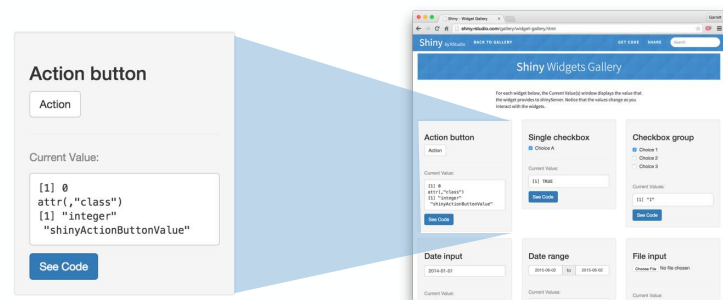 Action button
Action
Current Value:
[1] 0
attr(,"class")
[1] "integer"
"shinyActionButtonValue"
See Code
Shiny - Widget Gallery
Garrett
shiny.rstudio.com/gallery/widget-gallery.html
Shiny by RStudio BACK TO GALLERY GET CODE SHARE Search
Shiny Widgets Gallery
For each widget below, the Current Value(s) window displays the value that
the widget provides to shinyServer. Notice that the values change as you
interact with the widgets.
Action button
Action
Current Value:
[1] 0
attr(,"class")
[1] "integer"
"shinyActionButtonValue"
See Code
Single checkbox
Choice A
Current Value:
[1] TRUE
See Code
Checkbox group
Choice 1
Choice 2
Choice 3
Current Values:
[1] "1"
See Code
Date input
2014-01-01
Current Value:
Date range
2015-06-02 to 2015-06-02
Current Values:
File input
Choose File No file chosen
Current Value: